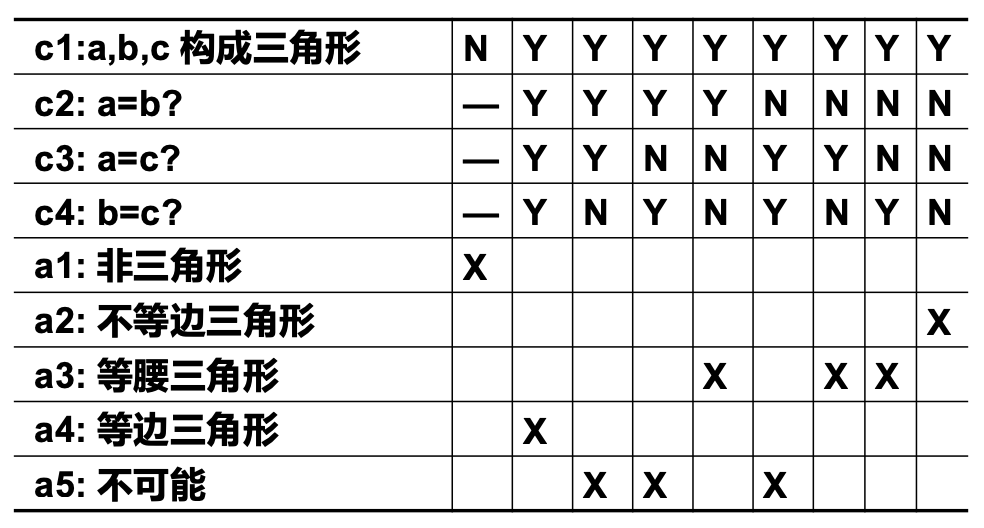 c1:a,b,c 构成三角形 N Y Y Y Y Y Y Y Y
c2: a=b? — Y Y Y Y N N N N
c3: a=c? — Y Y N N Y Y N N
c4: b=c? — Y N Y N Y N Y N
a1: 非三角形 X
a2: 不等边三角形 X
a3: 等腰三角形 X X X
a4: 等边三角形 X
a5: 不可能 X X X